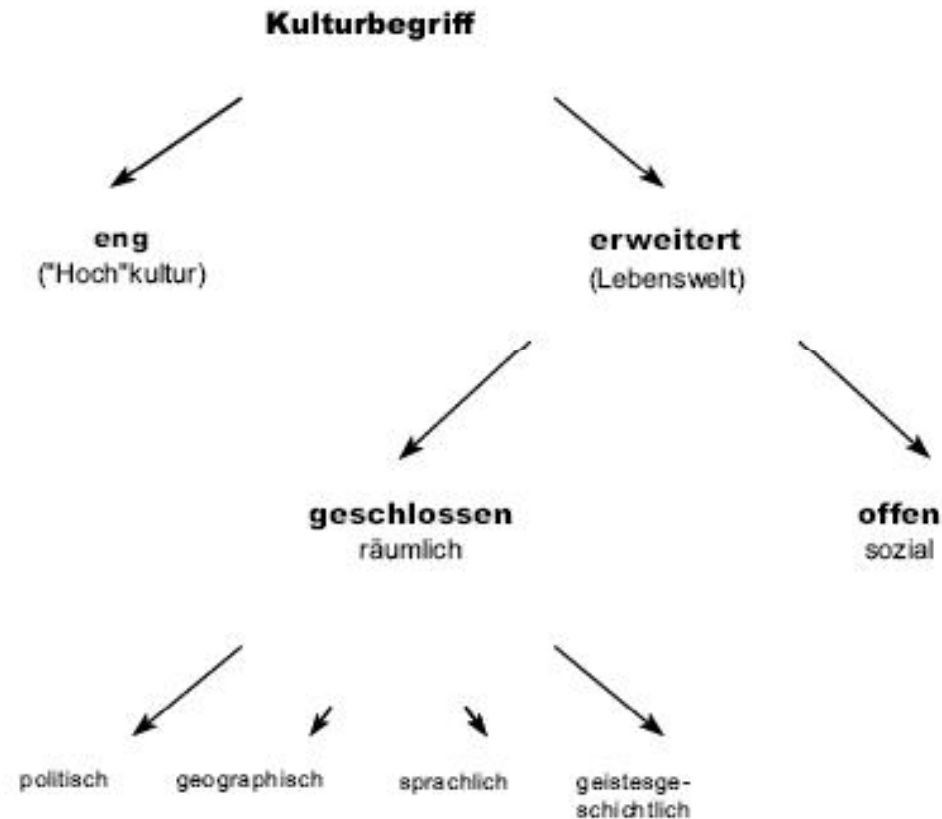 Kulturbegriff
eng
("Hoch"kultur)
erweitert
(Lebenswelt)
geschlossen
räumlich
offen
sozial
politisch
geographisch
sprachlich
geistesge-
schichtlich